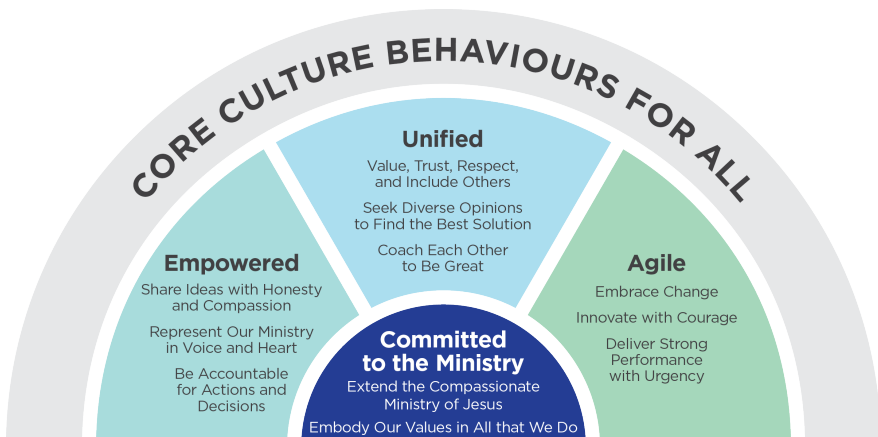 CORE CULTURE BEHAVIOURS FOR ALL
Unified
Value, Trust, Respect,
and Include Others
Seek Diverse Opinions
to Find the Best Solution
Coach Each Other
to Be Great
Empowered
Share Ideas with Honesty
and Compassion
Represent Our Ministry
in Voice and Heart
Be Accountable
for Actions and
Decisions
Agile
Embrace Change
Innovate with Courage
Deliver Strong
Performance
with Urgency
Committed
to the Ministry
Extend the Compassionate
Ministry of Jesus
Embody Our Values in All that We Do